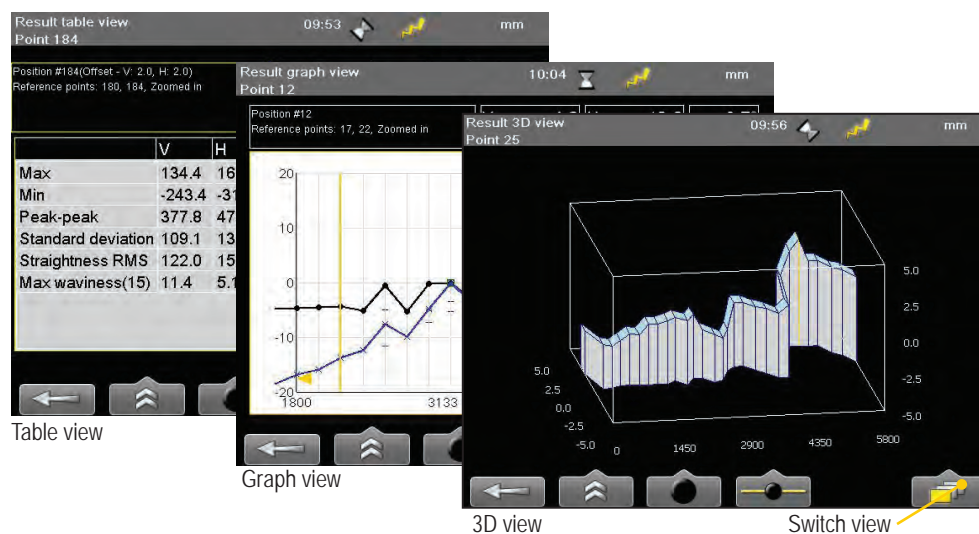 Result table view
Point 184
09:53
mm
Position #184(Offset - V: 2.0, H: 2.0)
Reference points: 180, 184, Zoomed in
V H
Max 134.4
Min -243.4
Peak-peak 377.8
Standard deviation 109.1
Straightness RMS 122.0
Max waviness(15) 11.4
Table view
Result graph view
Point 12
10:04
mm
Position #12
Reference points: 17, 22, Zoomed in
20
10
0
-10
-20
1800 3133
Graph view
Result 3D view
Point 25
09:56
mm
5.0
2.5
0.0
-2.5
-5.0
5.0
2.5
0.0
-2.5
-5.0
0 1450 2900 4350 5800
3D view
Switch view